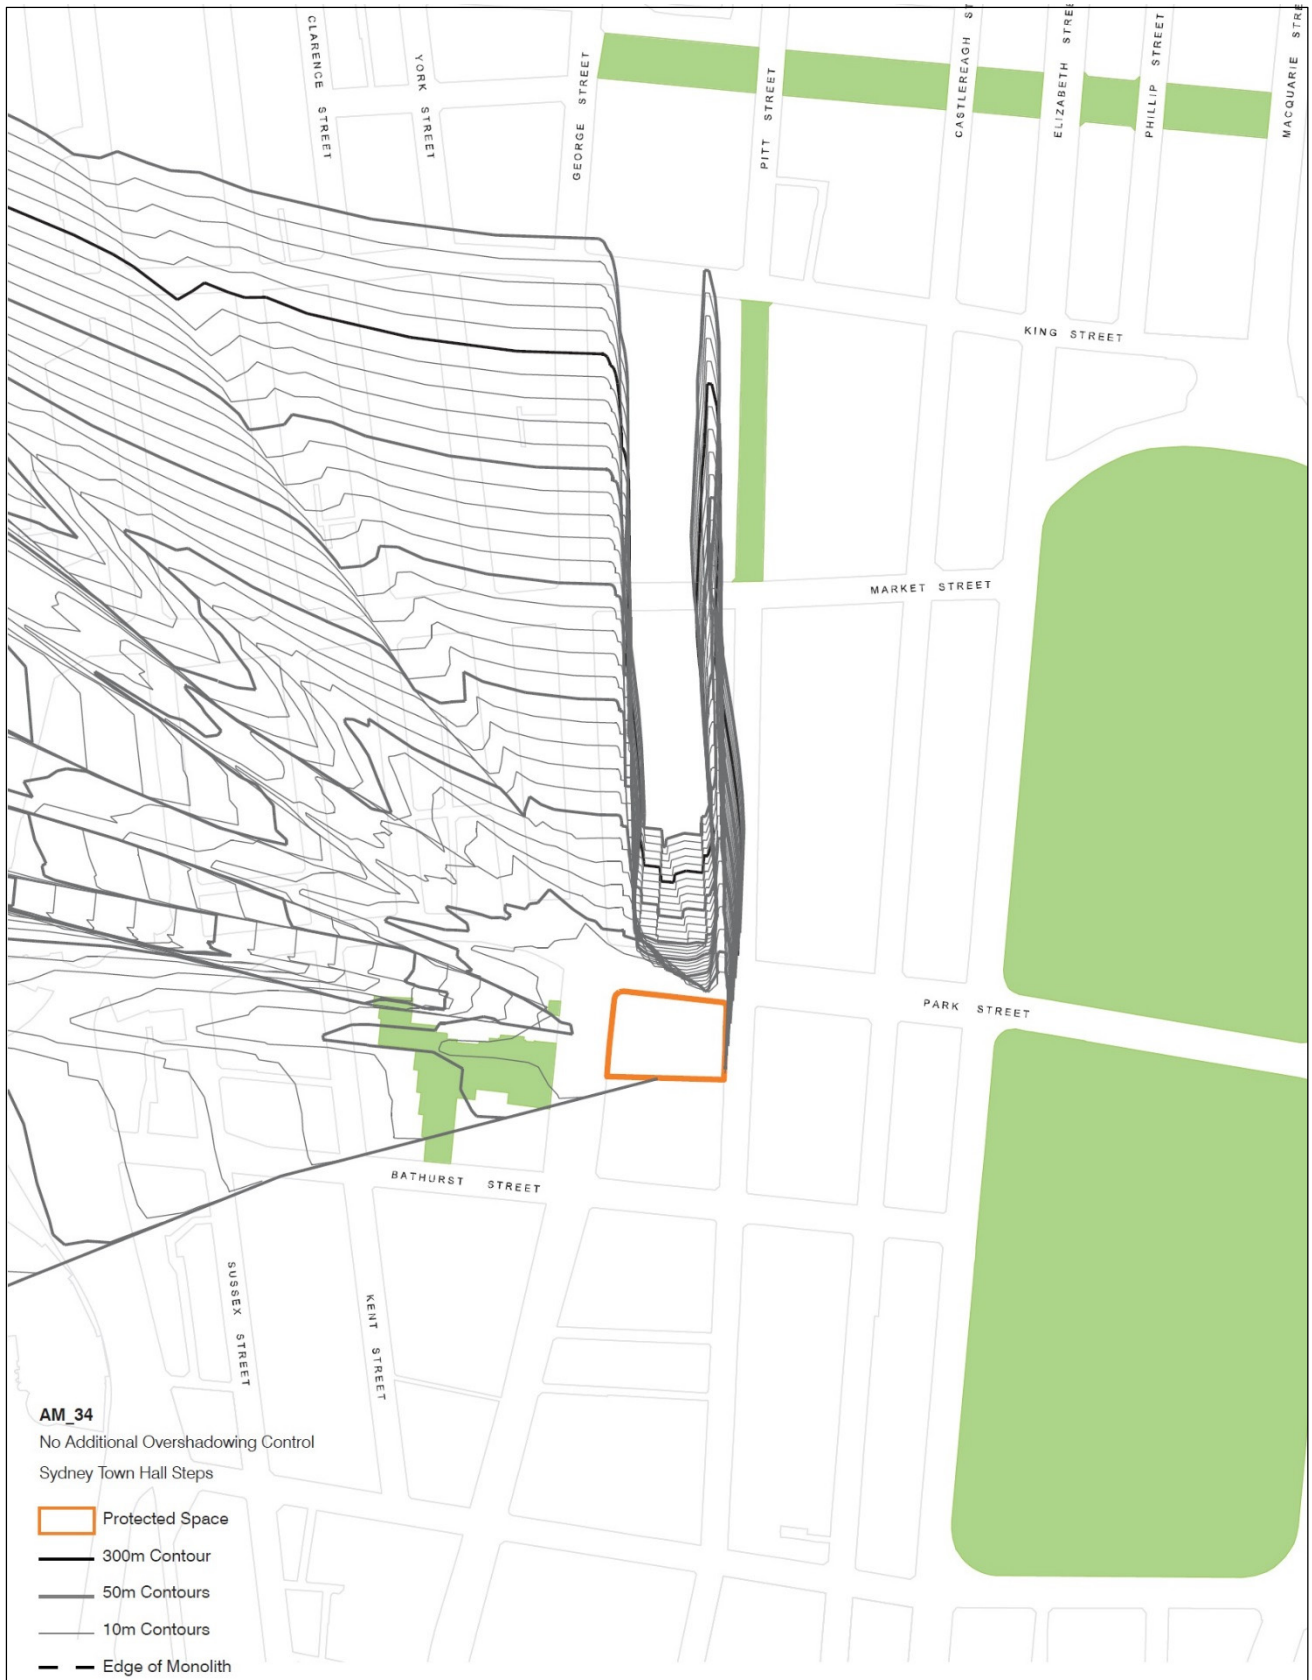 CLARENCE STREET
YORK STREET
GEORGE STREET
PITT STREET
CASTLEREAGH ST
ELIZABETH STREE
PHILLIP STREET
MACQUARIE STRE
KING STREET
MARKET STREET
PARK STREET
BATHURST STREET
SUSSEX STREET
KENT STREET
AM_34
No Additional Overshadowing Control
Sydney Town Hall Steps
Protected Space
300m Contour
50m Contours
10m Contours
Edge of Monolith